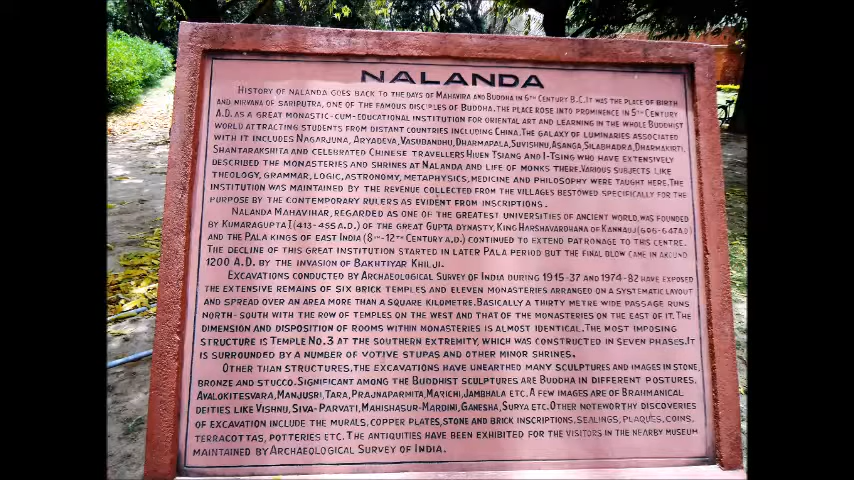 NALANDA
HISTORY OF NALANDA GOES BACK TO THE DAYS OF MAHAVIRA AND BUDDHA IN 6TH CENTURY B.C. IT WAS THE PLACE OF BIRTH
AND NIRVANA OF SARIPUTRA, ONE OF THE FAMOUS DISCIPLES OF BUDDHA. THE PLACE ROSE INTO PROMINENCE IN 5TH CENTURY
A.D. AS A GREAT MONASTIC-CUM-EDUCATIONAL INSTITUTION FOR ORIENTAL ART AND LEARNING IN THE WHOLE BUDDHIST
WORLD ATTRACTING STUDENTS FROM DISTANT COUNTRIES INCLUDING CHINA. THE GALAXY OF LUMINARIES ASSOCIATED
WITH IT INCLUDES NAGARJUNA, ARYADEVA, VASUBANDHU, DHARMAPALA, SUVISHNU, ASANGA, SILABHADRA, DHARMAKIRTI,
SHANTARAKSHITA AND CELEBRATED CHINESE TRAVELLERS HIUEN TSIANG AND I-TSING WHO HAVE EXTENSIVELY
DESCRIBED THE MONASTERIES AND SHRINES AT NALANDA AND LIFE OF MONKS THERE. VARIOUS SUBJECTS LIKE
THEOLOGY, GRAMMAR, LOGIC, ASTRONOMY, METAPHYSICS, MEDICINE AND PHILOSOPHY WERE TAUGHT HERE. THE
INSTITUTION WAS MAINTAINED BY THE REVENUE COLLECTED FROM THE VILLAGES BESTOWED SPECIFICALLY FOR THE
PURPOSE BY THE CONTEMPORARY RULERS AS EVIDENT FROM INSCRIPTIONS.
NALANDA MAHAVIHAR, REGARDED AS ONE OF THE GREATEST UNIVERSITIES OF ANCIENT WORLD, WAS FOUNDED
BY KUMARAGUPTA I (413-455 A.D.) OF THE GREAT GUPTA DYNASTY, KING HARSHAVARDHANA OF KANNAUJ (606-647AD)
AND THE PALA KINGS OF EAST INDIA (8TH-12TH CENTURY A.D.) CONTINUED TO EXTEND PATRONAGE TO THIS CENTRE.
THE DECLINE OF THIS GREAT INSTITUTION STARTED IN LATER PALA PERIOD BUT THE FINAL BLOW CAME IN AROUND
1200 A.D. BY THE INVASION OF BAKHTIYAR KHILJI.
EXCAVATIONS CONDUCTED BY ARCHAEOLOGICAL SURVEY OF INDIA DURING 1915-37 AND 1974-82 HAVE EXPOSED
THE EXTENSIVE REMAINS OF SIX BRICK TEMPLES AND ELEVEN MONASTERIES ARRANGED ON A SYSTEMATIC LAYOUT
AND SPREAD OVER AN AREA MORE THAN A SQUARE KILOMETRE. BASICALLY A THIRTY METRE WIDE PASSAGE RUNS
NORTH-SOUTH WITH THE ROW OF TEMPLES ON THE WEST AND THAT OF THE MONASTERIES ON THE EAST OF IT. THE
DIMENSION AND DISPOSITION OF ROOMS WITHIN MONASTERIES IS ALMOST IDENTICAL. THE MOST IMPOSING
STRUCTURE IS TEMPLE NO.3 AT THE SOUTHERN EXTREMITY, WHICH WAS CONSTRUCTED IN SEVEN PHASES. IT
IS SURROUNDED BY A NUMBER OF VOTIVE STUPAS AND OTHER MINOR SHRINES.
OTHER THAN STRUCTURES, THE EXCAVATIONS HAVE UNEARTHED MANY SCULPTURES AND IMAGES IN STONE,
BRONZE AND STUCCO. SIGNIFICANT AMONG THE BUDDHIST SCULPTURES ARE BUDDHA IN DIFFERENT POSTURES,
AVALOKITESVARA, MANJUSRI, TARA, PRAJNAPARMITA, MARICHI, JAMBHALA ETC. A FEW IMAGES ARE OF BRAHMANICAL
DEITIES LIKE VISHNU, SIVA-PARVATI, MAHISHASUR-MARDINI, GANESHA, SURYA ETC. OTHER NOTEWORTHY DISCOVERIES
OF EXCAVATION INCLUDE THE MURALS, COPPER PLATES, STONE AND BRICK INSCRIPTIONS, SEALINGS, PLAQUES, COINS,
TERRACOTTAS, POTTERIES ETC. THE ANTIQUITIES HAVE BEEN EXHIBITED FOR THE VISITORS IN THE NEARBY MUSEUM
MAINTAINED BY ARCHAEOLOGICAL SURVEY OF INDIA.